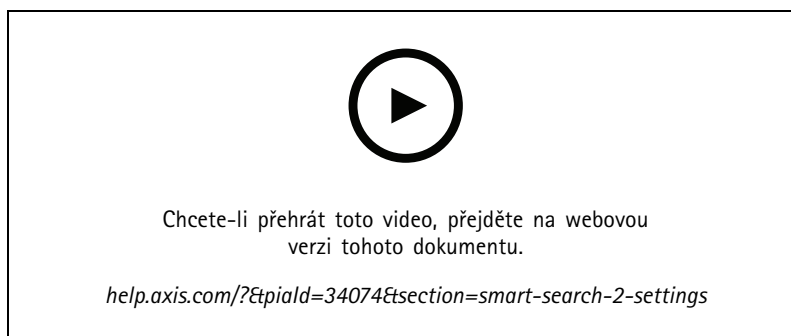 Chcete-li přehrát toto video, přejděte na webovou
verzi tohoto dokumentu.
help.axis.com/?&piaId=34074&section=smart-search-2-settings